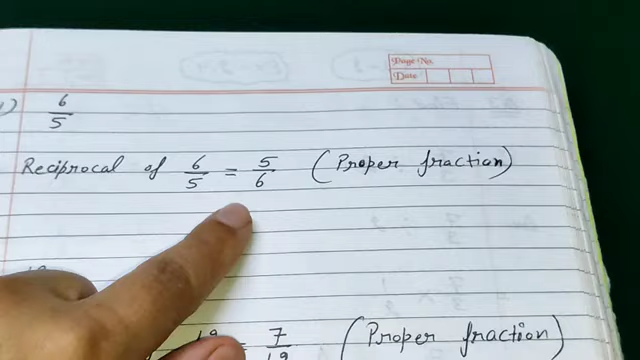 Page No.
Date
6/5
Reciprocal of 6/5 = 5/6 (Proper fraction)
= 7/19 (Proper fraction)